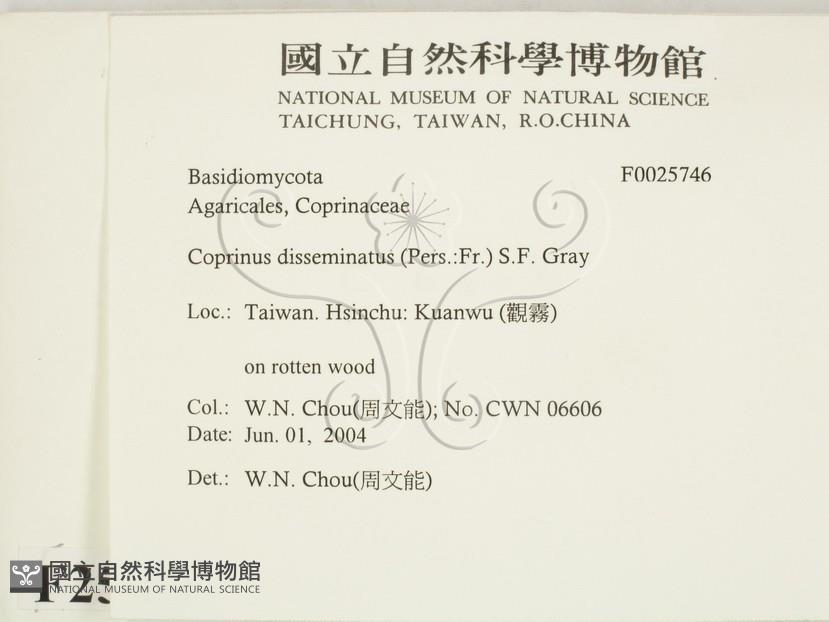 國立自然科學博物館
NATIONAL MUSEUM OF NATURAL SCIENCE
TAICHUNG, TAIWAN, R.O.CHINA
Basidiomycota F0025746
Agaricales, Coprinaceae
Coprinus disseminatus (Pers.:Fr.) S.F. Gray
Loc.: Taiwan. Hsinchu: Kuanwu (觀霧)
on rotten wood
Col.: W.N. Chou(周文能); No. CWN 06606
Date: Jun. 01, 2004
Det.: W.N. Chou(周文能)
國立自然科學博物館
NATIONAL MUSEUM OF NATURAL SCIENCE